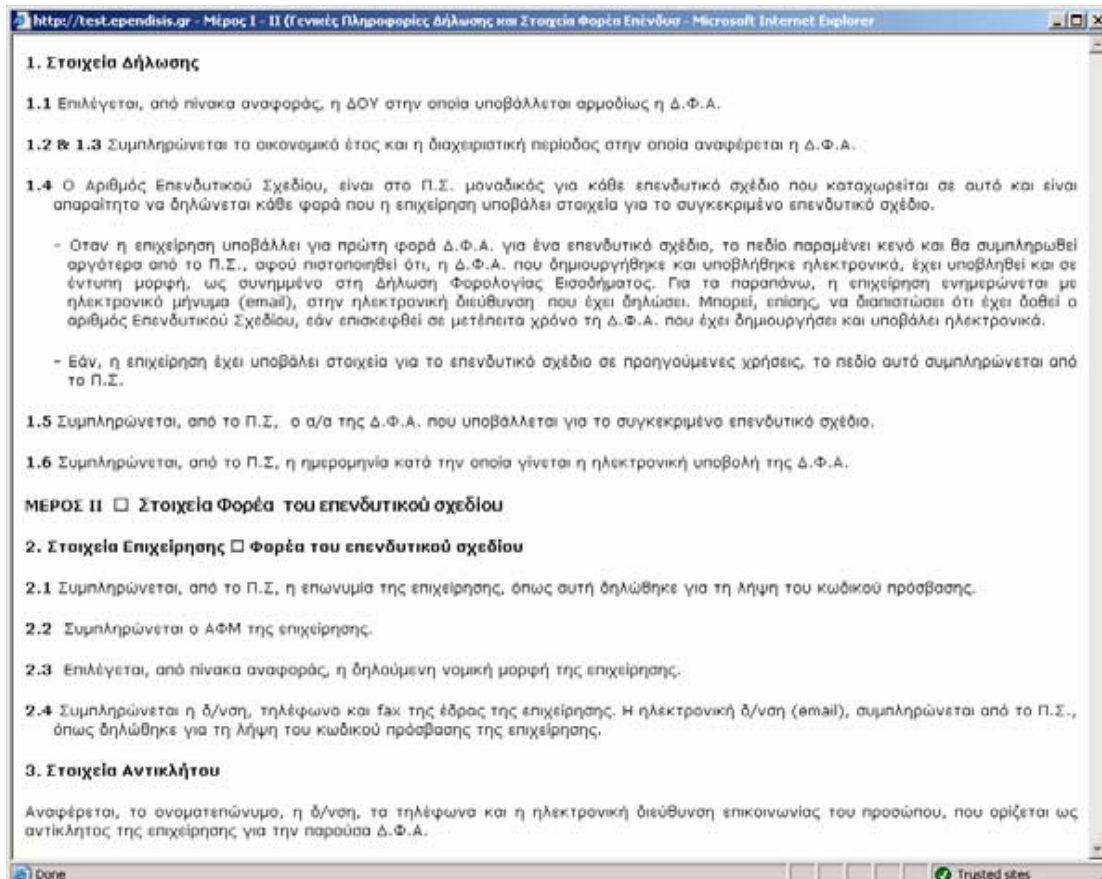 http://test.ependisis.gr - Μέρος I - II (Γενικές Πληροφορίες Δήλωσης και Στοιχεία Φορέα Επένδυσ - Microsoft Internet Explorer
1. Στοιχεία Δήλωσης
1.1 Επιλέγεται, από πίνακα αναφοράς, η ΔΟΥ στην οποία υποβάλλεται αρμοδίως η Δ.Φ.Α.
1.2 & 1.3 Συμπληρώνεται το οικονομικό έτος και η διαχειριστική περίοδος στην οποία αναφέρεται η Δ.Φ.Α.
1.4 Ο Αριθμός Επενδυτικού Σχεδίου, είναι στο Π.Σ. μοναδικός για κάθε επενδυτικό σχέδιο που καταχωρείται σε αυτό και είναι
απαραίτητο να δηλώνεται κάθε φορά που η επιχείρηση υποβάλει στοιχεία για το συγκεκριμένο επενδυτικό σχέδιο.
- Οταν η επιχείρηση υποβάλλει για πρώτη φορά Δ.Φ.Α. για ένα επενδυτικό σχέδιο, το πεδίο παραμένει κενό και θα συμπληρωθεί
αργότερα από το Π.Σ., αφού πιστοποιηθεί ότι, η Δ.Φ.Α. που δημιουργήθηκε και υποβλήθηκε ηλεκτρονικά, έχει υποβληθεί και σε
έντυπη μορφή, ως συνημμένο στη Δήλωση Φορολογίας Εισοδήματος. Για τα παραπάνω, η επιχείρηση ενημερώνεται με
ηλεκτρονικό μήνυμα (email), στην ηλεκτρονική διεύθυνση που έχει δηλώσει. Μπορεί, επίσης, να διαπιστώσει ότι έχει δοθεί ο
αριθμός Επενδυτικού Σχεδίου, εάν επισκεφθεί σε μετέπειτα χρόνο τη Δ.Φ.Α. που έχει δημιουργήσει και υποβάλει ηλεκτρονικά.
- Εάν, η επιχείρηση έχει υποβάλει στοιχεία για το επενδυτικό σχέδιο σε προηγούμενες χρήσεις, το πεδίο αυτό συμπληρώνεται από
το Π.Σ.
1.5 Συμπληρώνεται, από το Π.Σ, ο α/α της Δ.Φ.Α. που υποβάλλεται για το συγκεκριμένο επενδυτικό σχέδιο.
1.6 Συμπληρώνεται, από το Π.Σ, η ημερομηνία κατά την οποία γίνεται η ηλεκτρονική υποβολή της Δ.Φ.Α.
ΜΕΡΟΣ II □ Στοιχεία Φορέα του επενδυτικού σχεδίου
2. Στοιχεία Επιχείρησης □ Φορέα του επενδυτικού σχεδίου
2.1 Συμπληρώνεται, από το Π.Σ, η επωνυμία της επιχείρησης, όπως αυτή δηλώθηκε για τη λήψη του κωδικού πρόσβασης.
2.2 Συμπληρώνεται ο ΑΦΜ της επιχείρησης.
2.3 Επιλέγεται, από πίνακα αναφοράς, η δηλούμενη νομική μορφή της επιχείρησης.
2.4 Συμπληρώνεται η δ/νση, τηλέφωνο και fax της έδρας της επιχείρησης. Η ηλεκτρονική δ/νση (email), συμπληρώνεται από το Π.Σ.,
όπως δηλώθηκε για τη λήψη του κωδικού πρόσβασης της επιχείρησης.
3. Στοιχεία Αντικλήτου
Αναφέρεται, το ονοματεπώνυμο, η δ/νση, τα τηλέφωνα και η ηλεκτρονική διεύθυνση επικοινωνίας του προσώπου, που ορίζεται ως
αντίκλητος της επιχείρησης για την παρούσα Δ.Φ.Α.
Done
Trusted sites